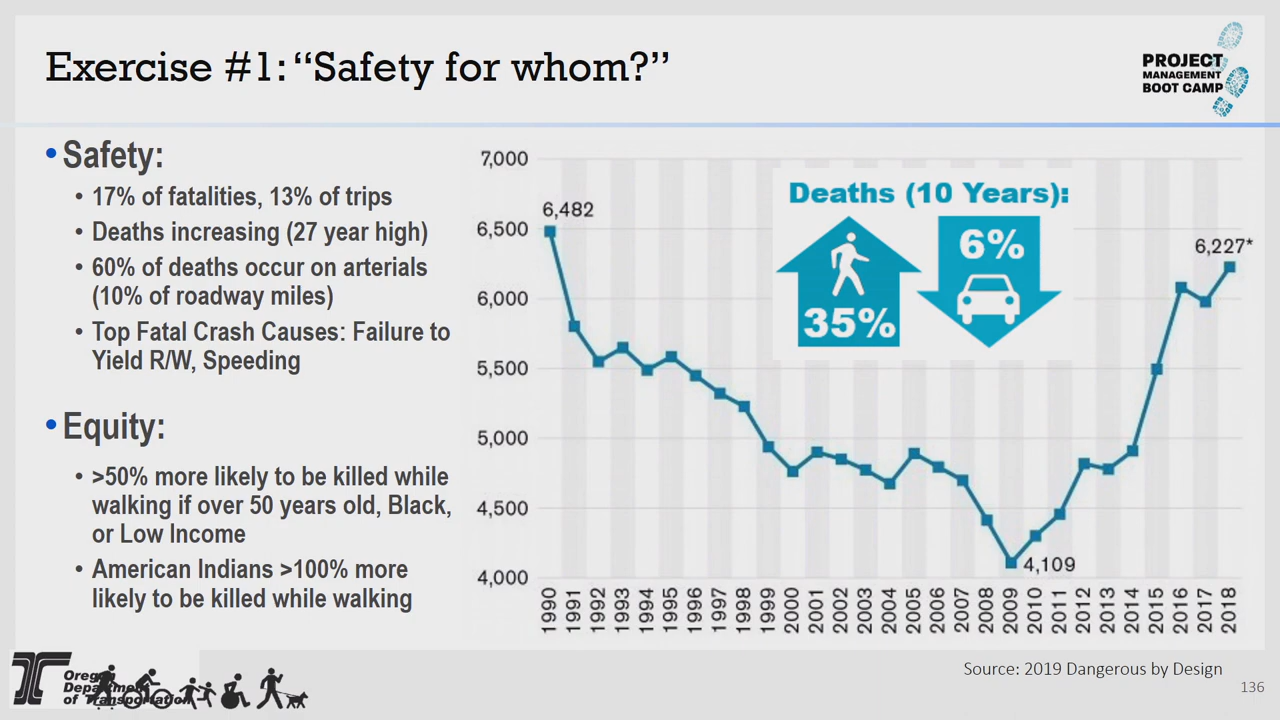 Exercise #1: “Safety for whom?”
PROJECT
MANAGEMENT
BOOT CAMP
• Safety:
• 17% of fatalities, 13% of trips
• Deaths increasing (27 year high)
• 60% of deaths occur on arterials
(10% of roadway miles)
• Top Fatal Crash Causes: Failure to
Yield R/W, Speeding
• Equity:
• >50% more likely to be killed while
walking if over 50 years old, Black,
or Low Income
• American Indians >100% more
likely to be killed while walking
7,000
6,500
6,000
5,500
5,000
4,500
4,000
6,482
Deaths (10 Years):
35%
6%
6,227*
4,109
1990 1991 1992 1993 1994 1995 1996 1997 1998 1999 2000 2001 2002 2003 2004 2005 2006 2007 2008 2009 2010 2011 2012 2013 2014 2015 2016 2017 2018
Oregon
Department
of Transportation
Source: 2019 Dangerous by Design
136